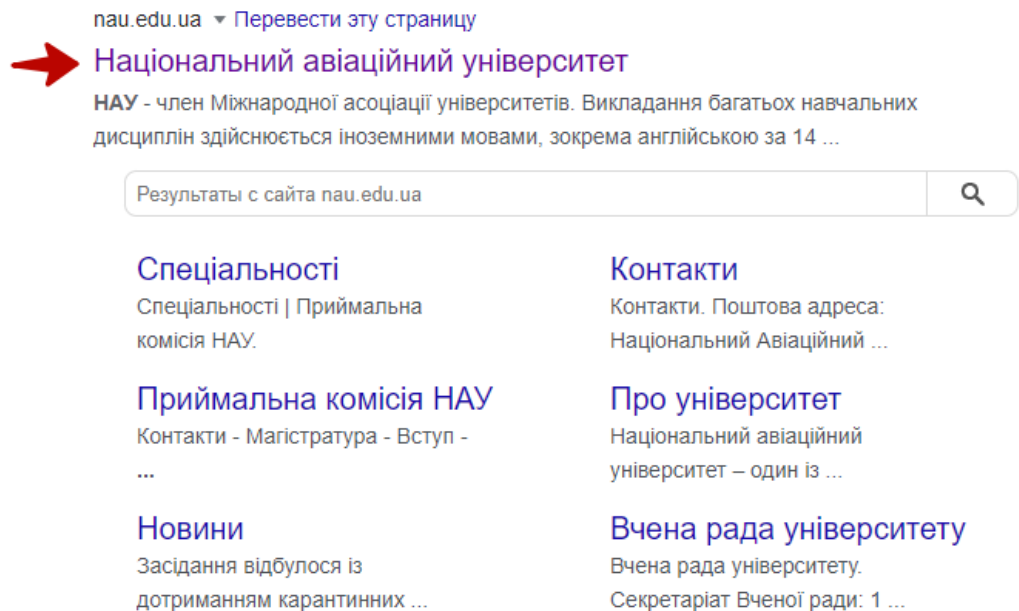 nau.edu.ua ▼ Перевести эту страницу
Національний авіаційний університет
НАУ - член Міжнародної асоціації університетів. Викладання багатьох навчальних
дисциплін здійснюється іноземними мовами, зокрема англійською за 14 ...
Результаты с сайта nau.edu.ua
Спеціальності
Спеціальності | Приймальна
комісія НАУ.
Контакти
Контакти. Поштова адреса:
Національний Авіаційний ...
Приймальна комісія НАУ
Контакти - Магістратура - Вступ -
...
Про університет
Національний авіаційний
університет – один із ...
Новини
Засідання відбулося із
дотриманням карантинних ...
Вчена рада університету
Вчена рада університету.
Секретаріат Вченої ради: 1 ...